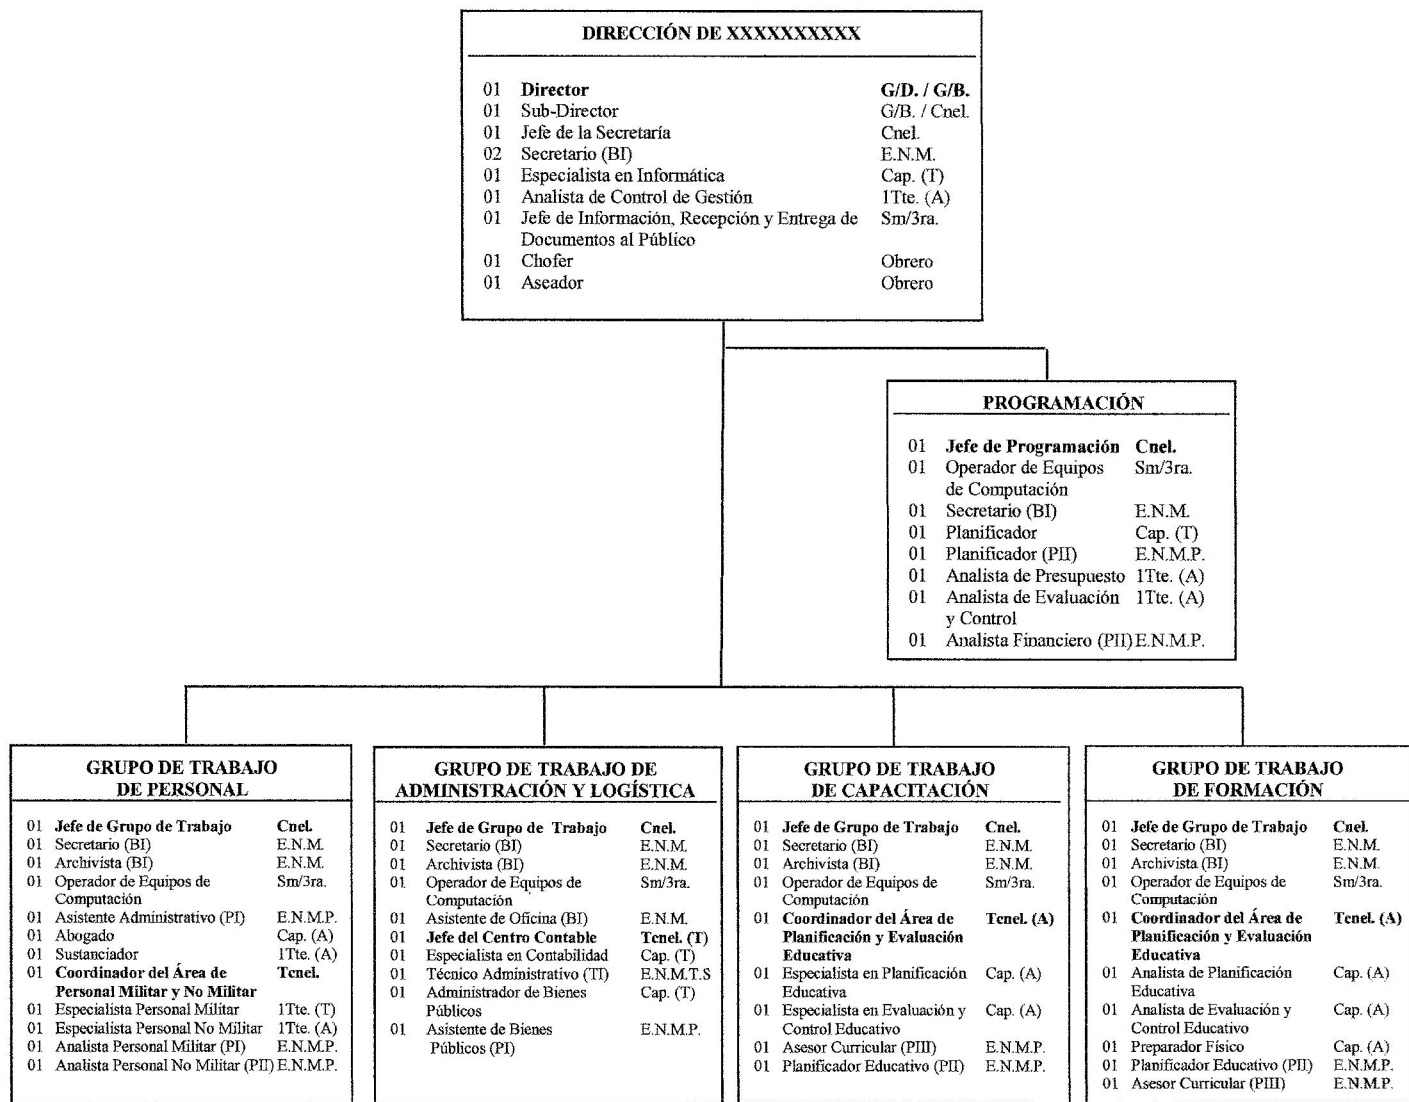 DIRECCIÓN DE XXXXXXXXXX
01 Director G/D. / G/B.
01 Sub-Director G/B. / Cnel.
01 Jefe de la Secretaría Cnel.
02 Secretario (BI) E.N.M.
01 Especialista en Informática Cap. (T)
01 Analista de Control de Gestión 1Tte. (A)
01 Jefe de Información, Recepción y Entrega de Sm/3ra.
Documentos al Público
01 Chofer Obrero
01 Aseador Obrero
PROGRAMACIÓN
01 Jefe de Programación Cnel.
01 Operador de Equipos Sm/3ra.
de Computación
01 Secretario (BI) E.N.M.
01 Planificador Cap. (T)
01 Planificador (PII) E.N.M.P.
01 Analista de Presupuesto 1Tte. (A)
01 Analista de Evaluación 1Tte. (A)
y Control
01 Analista Financiero (PII) E.N.M.P.
GRUPO DE TRABAJO
DE PERSONAL
01 Jefe de Grupo de Trabajo Cnel.
01 Secretario (BI) E.N.M.
01 Archivista (BI) E.N.M.
01 Operador de Equipos de Sm/3ra.
Computación
01 Asistente Administrativo (PI) E.N.M.P.
01 Abogado Cap. (A)
01 Sustanciador 1Tte. (A)
01 Coordinador del Área de Tcnel.
Personal Militar y No Militar
01 Especialista Personal Militar 1Tte. (T)
01 Especialista Personal No Militar 1Tte. (A)
01 Analista Personal Militar (PI) E.N.M.P.
01 Analista Personal No Militar (PII) E.N.M.P.
GRUPO DE TRABAJO DE
ADMINISTRACIÓN Y LOGÍSTICA
01 Jefe de Grupo de Trabajo Cnel.
01 Secretario (BI) E.N.M.
01 Archivista (BI) E.N.M.
01 Operador de Equipos de Sm/3ra.
Computación
01 Asistente de Oficina (BI) E.N.M.
01 Jefe del Centro Contable Tcnel. (T)
01 Especialista en Contabilidad Cap. (T)
01 Técnico Administrativo (TI) E.N.M.T.S
01 Administrador de Bienes Cap. (T)
Públicos
01 Asistente de Bienes E.N.M.P.
Públicos (PI)
GRUPO DE TRABAJO
DE CAPACITACIÓN
01 Jefe de Grupo de Trabajo Cnel.
01 Secretario (BI) E.N.M.
01 Archivista (BI) E.N.M.
01 Operador de Equipos de Sm/3ra.
Computación
01 Coordinador del Área de Tcnel. (A)
Planificación y Evaluación
Educativa
01 Especialista en Planificación Cap. (A)
Educativa
01 Especialista en Evaluación y Cap. (A)
Control Educativo
01 Asesor Curricular (PIII) E.N.M.P.
01 Planificador Educativo (PII) E.N.M.P.
GRUPO DE TRABAJO
DE FORMACIÓN
01 Jefe de Grupo de Trabajo Cnel.
01 Secretario (BI) E.N.M.
01 Archivista (BI) E.N.M.
01 Operador de Equipos de Sm/3ra.
Computación
01 Coordinador del Área de Tcnel. (A)
Planificación y Evaluación
Educativa
01 Analista de Planificación Cap. (A)
Educativa
01 Analista de Evaluación y Cap. (A)
Control Educativo
01 Preparador Físico Cap. (A)
01 Planificador Educativo (PII) E.N.M.P.
01 Asesor Curricular (PIII) E.N.M.P.